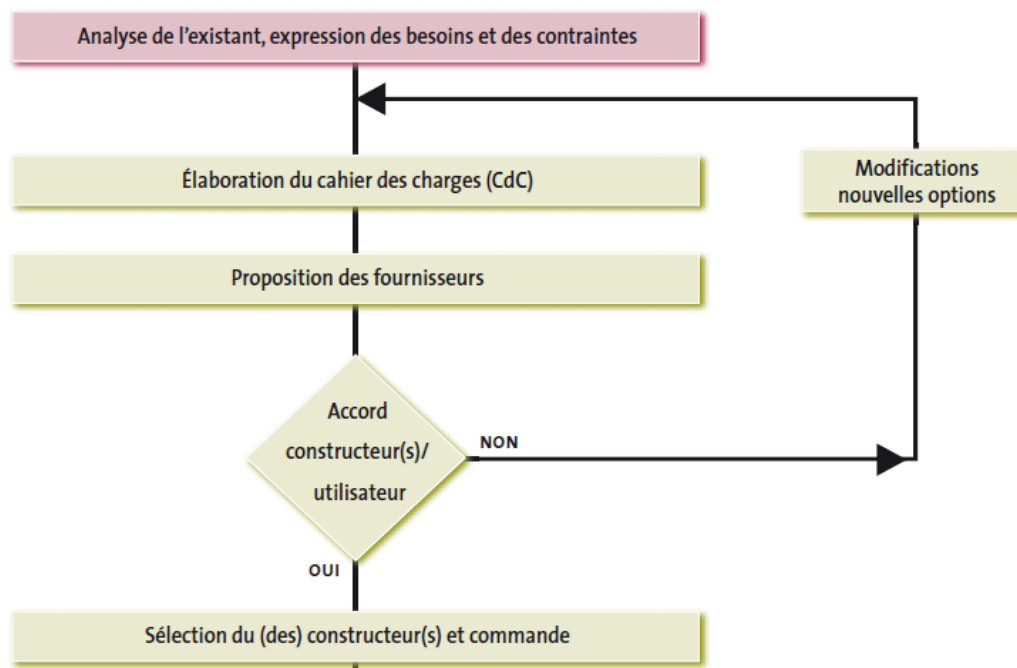 Analyse de l’existant, expression des besoins et des contraintes
Élaboration du cahier des charges (CdC)
Modifications
nouvelles options
Proposition des fournisseurs
Accord
constructeur(s)/
utilisateur
NON
OUI
Sélection du (des) constructeur(s) et commande